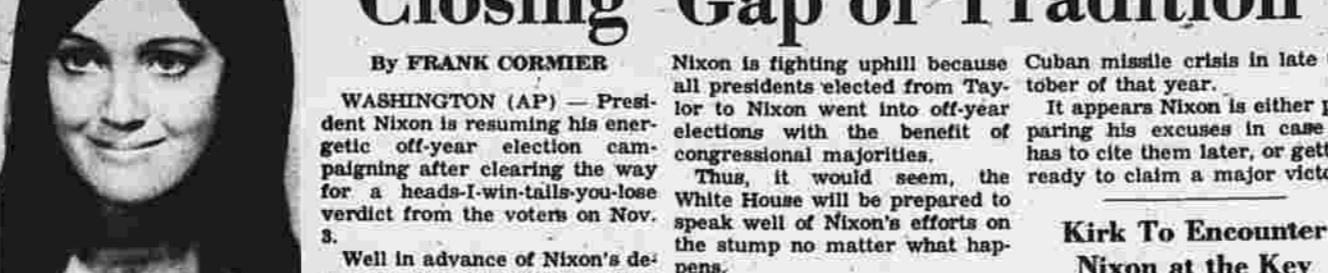 Closing Gap of Tradition
By FRANK CORMIER
WASHINGTON (AP) — Presi-
dent Nixon is resuming his ener-
getic off-year election cam-
paigning after clearing the way
for a heads-I-win-tails-you-lose
verdict from the voters on Nov.
3.
Well in advance of Nixon's de-
Nixon is fighting uphill because
all presidents elected from Tay-
lor to Nixon went into off-year
elections with the benefit of
congressional majorities.
Thus, it would seem, the
White House will be prepared to
speak well of Nixon's efforts on
the stump no matter what hap-
pens.
Cuban missile crisis in late
tober of that year.
It appears Nixon is either
paring his excuses in case
has to cite them later, or
ready to claim a major
Kirk To Encounter
Nixon at the Key